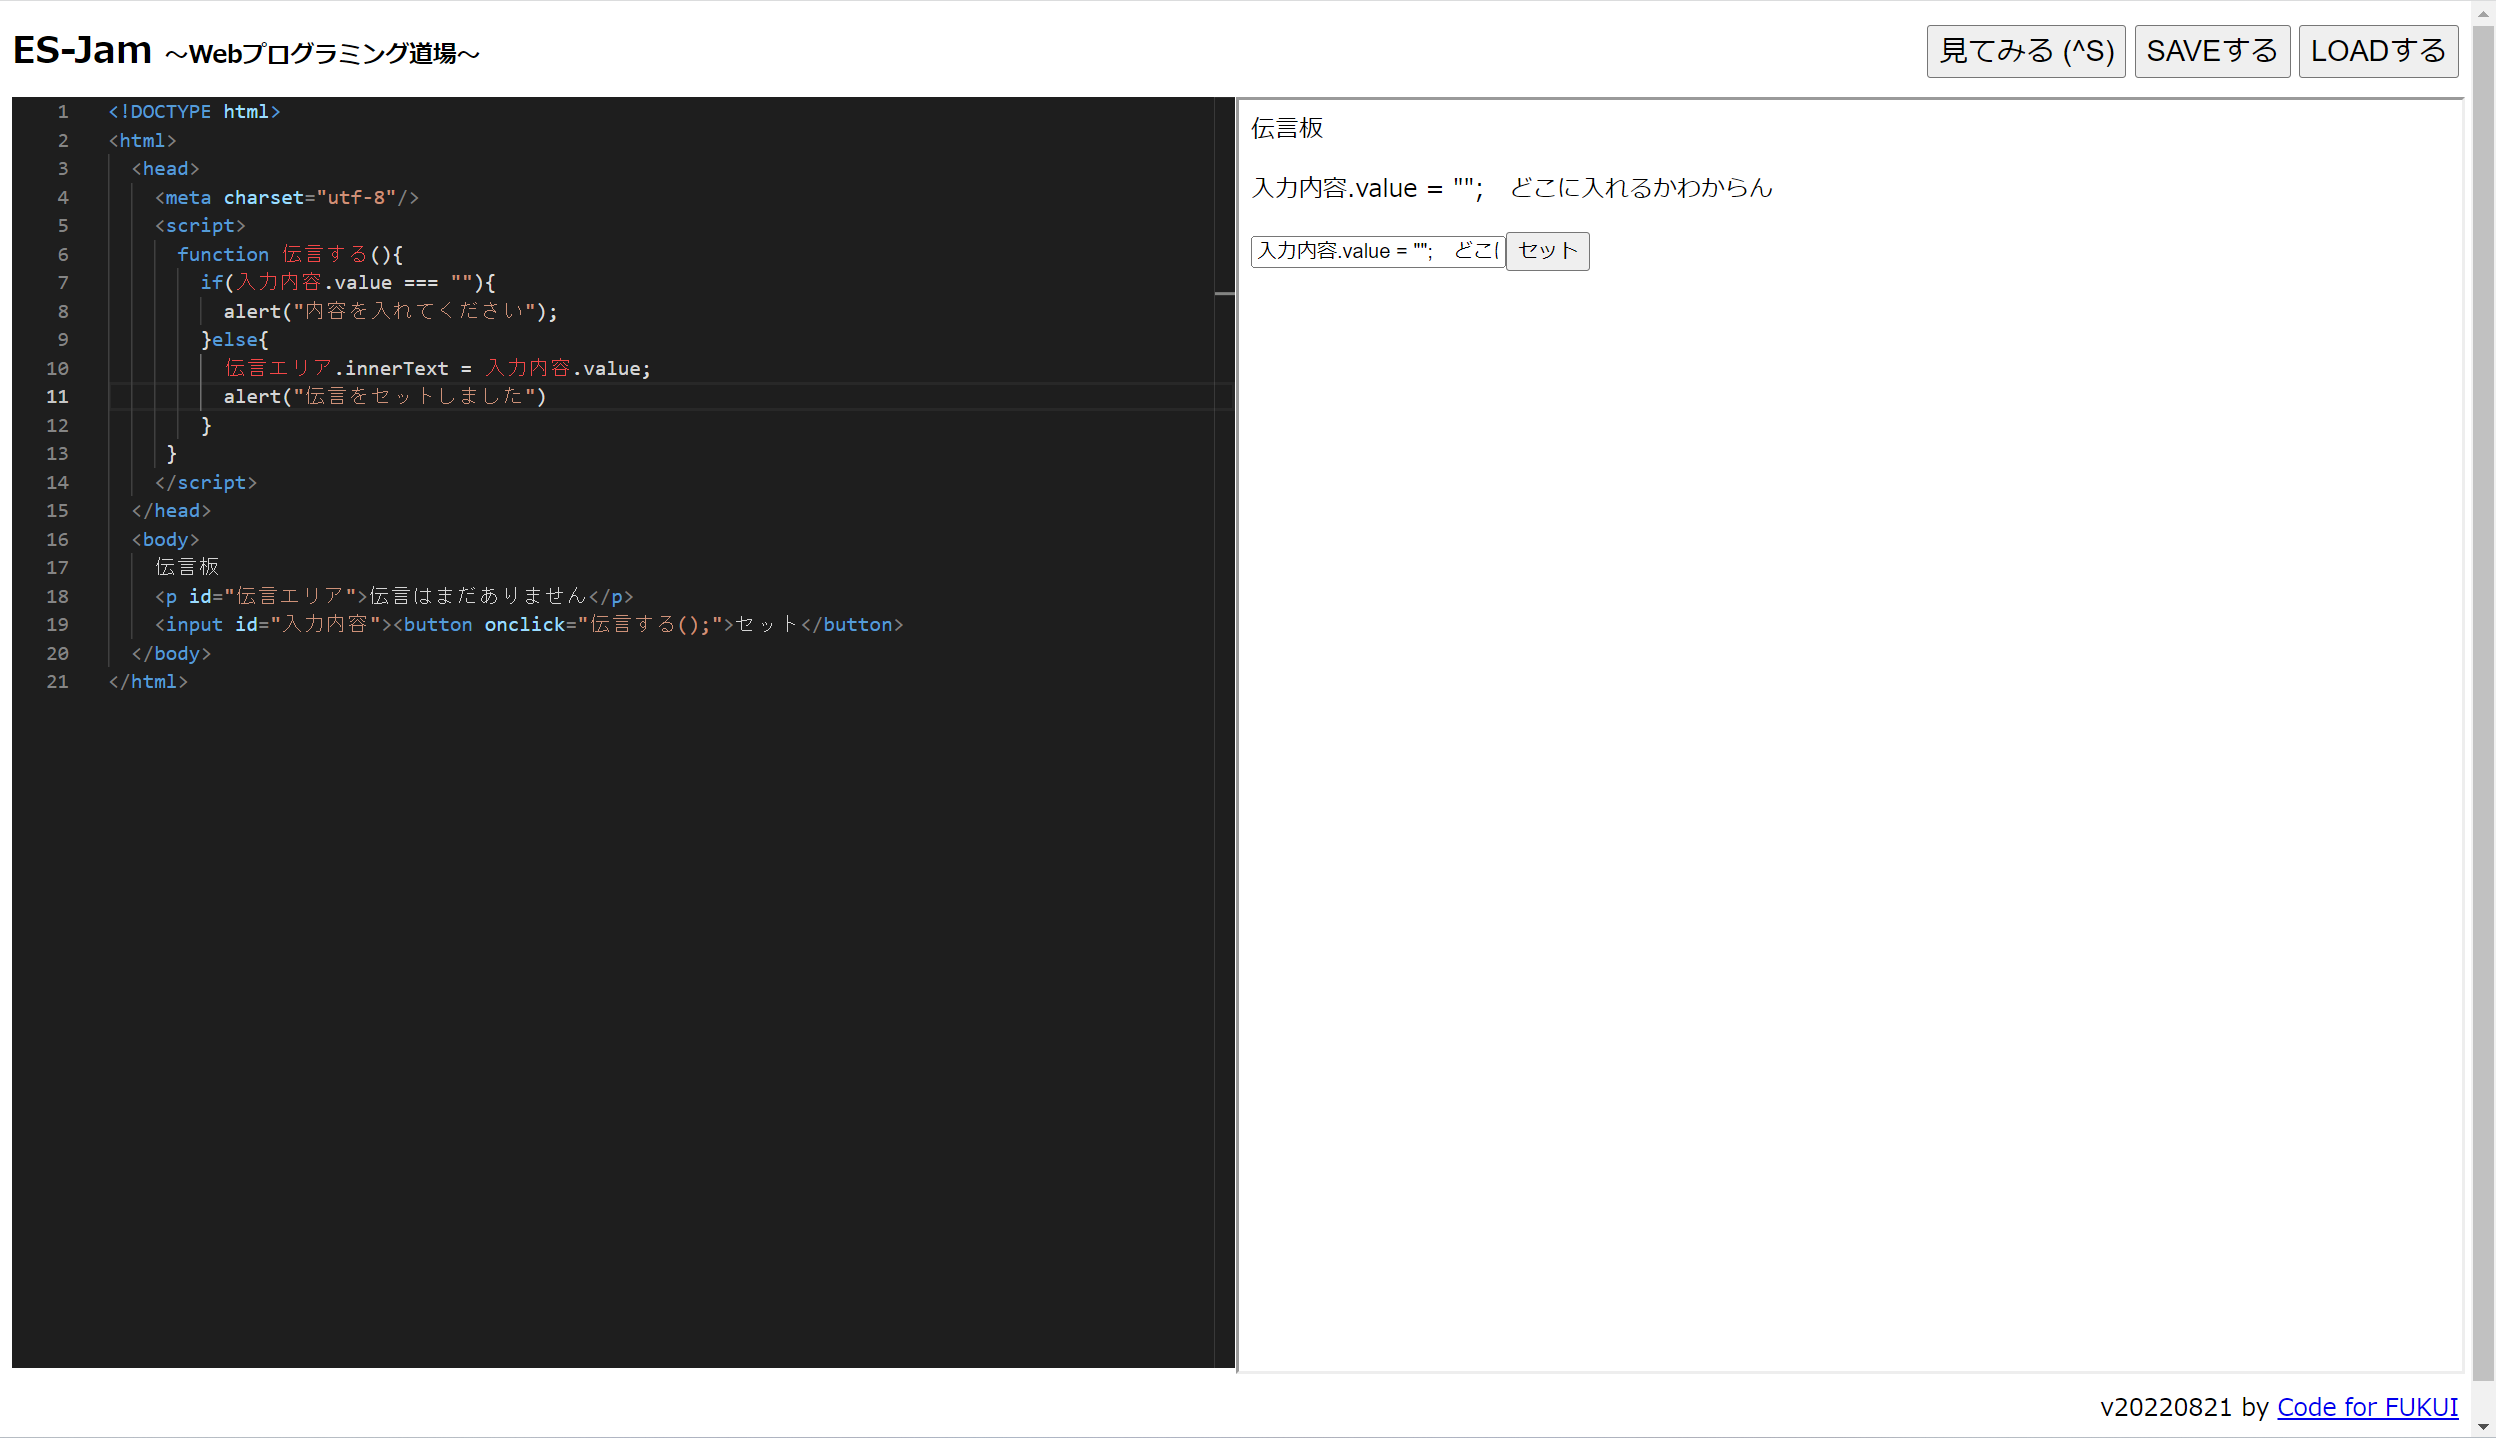 ES-Jam ～Webプログラミング道場～
見てみる (^S) SAVEする LOADする
1 <!DOCTYPE html>
2 <html>
3 <head>
4 <meta charset="utf-8"/>
5 <script>
6 function 伝言する(){
7 if(入力内容.value === ""){
8 alert("内容を入れてください");
9 }else{
10 伝言エリア.innerText = 入力内容.value;
11 alert("伝言をセットしました")
12 }
13 }
14 </script>
15 </head>
16 <body>
17 伝言板
18 <p id="伝言エリア">伝言はまだありません</p>
19 <input id="入力内容"><button onclick="伝言する();">セット</button>
20 </body>
21 </html>
伝言板
入力内容.value = "";　どこに入れるかわからん
入力内容.value = "";　どこ セット
v20220821 by Code for FUKUI